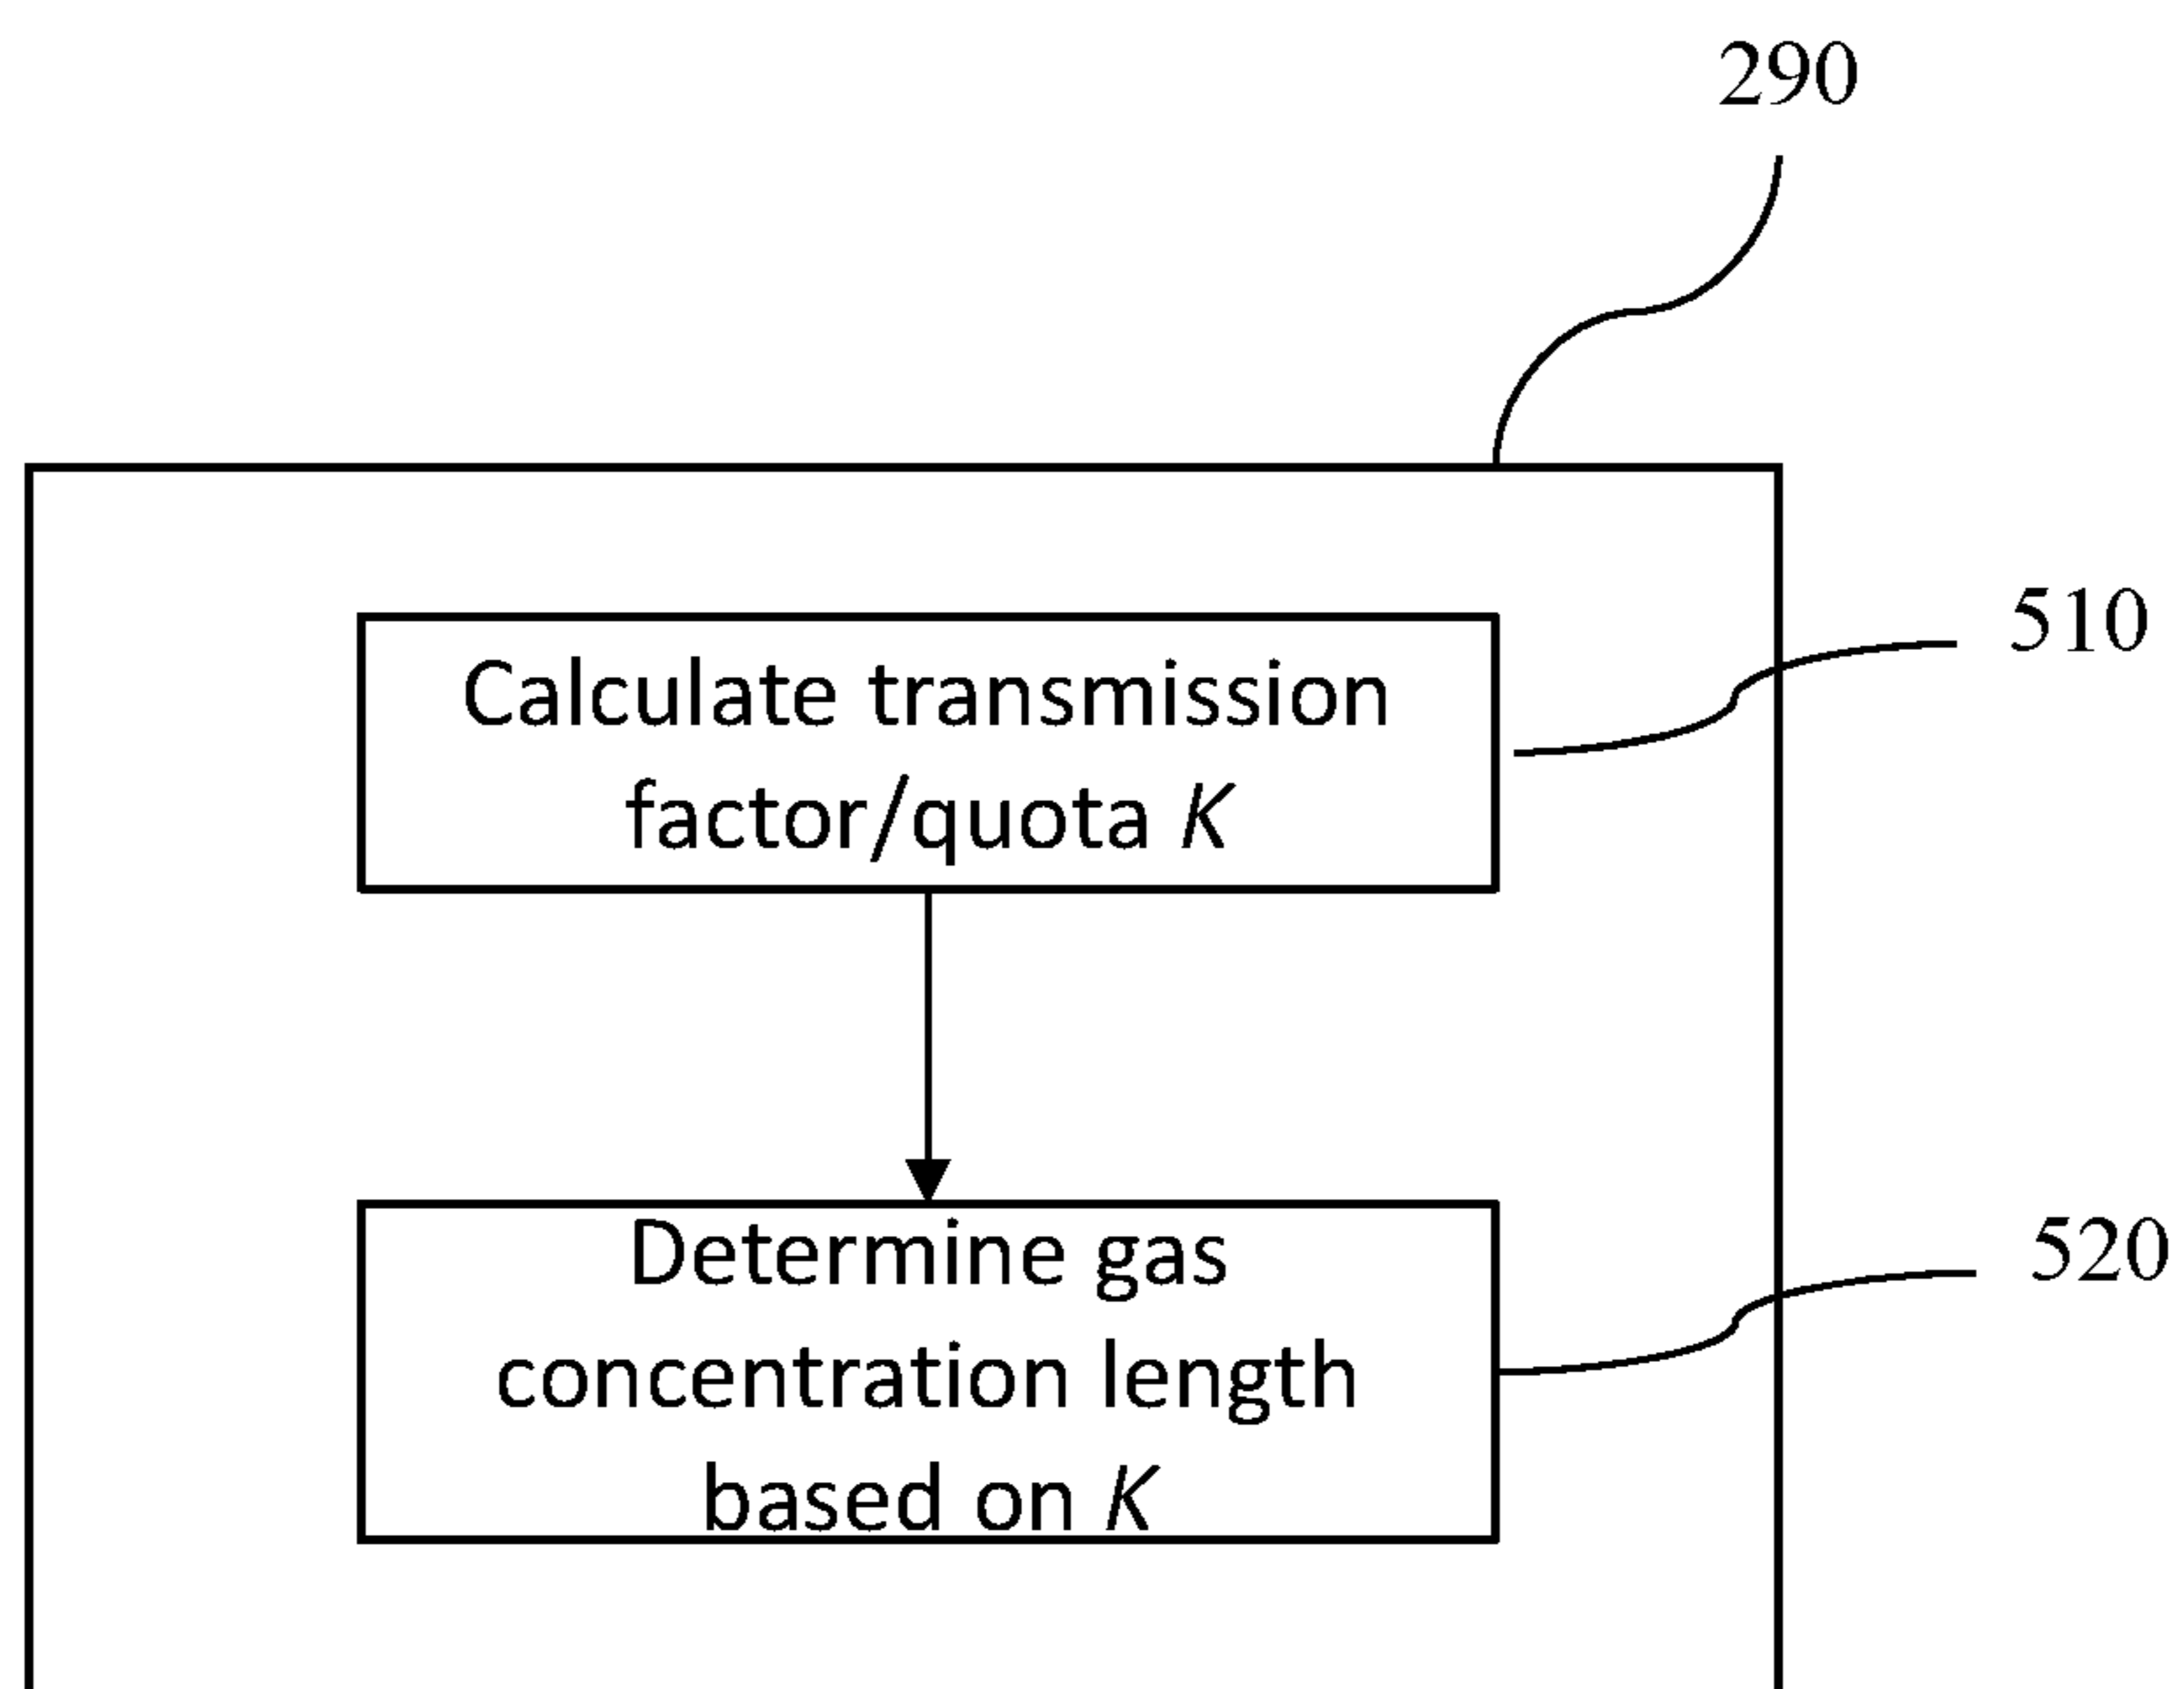 290
510
Calculate transmission
factor/quota K
520
Determine gas
concentration length
based on K